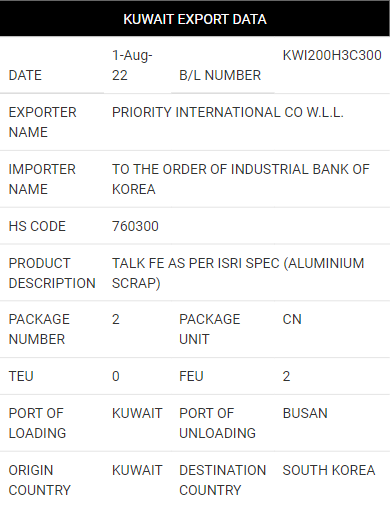 KUWAIT EXPORT DATA
DATE 1-Aug-22 B/L NUMBER KWI200H3C300
EXPORTER NAME PRIORITY INTERNATIONAL CO W.L.L.
IMPORTER NAME TO THE ORDER OF INDUSTRIAL BANK OF KOREA
HS CODE 760300
PRODUCT DESCRIPTION TALK FE AS PER ISRI SPEC (ALUMINIUM SCRAP)
PACKAGE NUMBER 2 PACKAGE UNIT CN
TEU 0 FEU 2
PORT OF LOADING KUWAIT PORT OF UNLOADING BUSAN
ORIGIN COUNTRY KUWAIT DESTINATION COUNTRY SOUTH KOREA